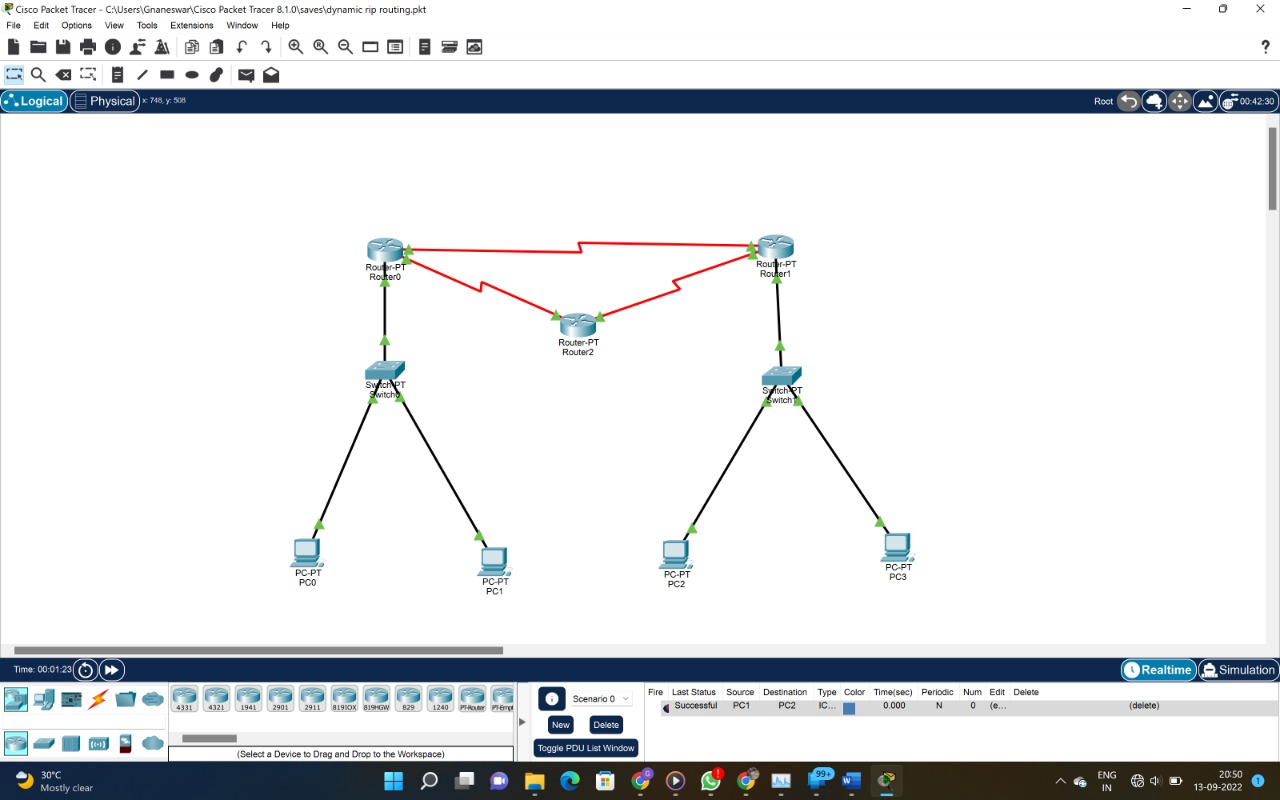 Cisco Packet Tracer - C:\Users\Gnaneswar\Cisco Packet Tracer 8.1.0\saves\dynamic rip routing.pkt
File Edit Options View Tools Extensions Window Help
?
Logical Physical x: 748, y: 508 Root 00:42:30
Router-PT
Router0
Router-PT
Router1
Router-PT
Router2
Switch-PT
Switch0
Switch-PT
Switch1
PC-PT
PC0
PC-PT
PC1
PC-PT
PC2
PC-PT
PC3
Time: 00:01:23 Realtime Simulation
4331 4321 1941 2901 2911 819IOX 819HGW 829 1240 PT-Router PT-Empt
(Select a Device to Drag and Drop to the Workspace)
Scenario 0
New Delete
Toggle PDU List Window
Fire Last Status Source Destination Type Color Time(sec) Periodic Num Edit Delete
Successful PC1 PC2 IC... 0.000 N 0 (e... (delete)
30°C
Mostly clear
99+
ENG
IN
20:50
13-09-2022
1